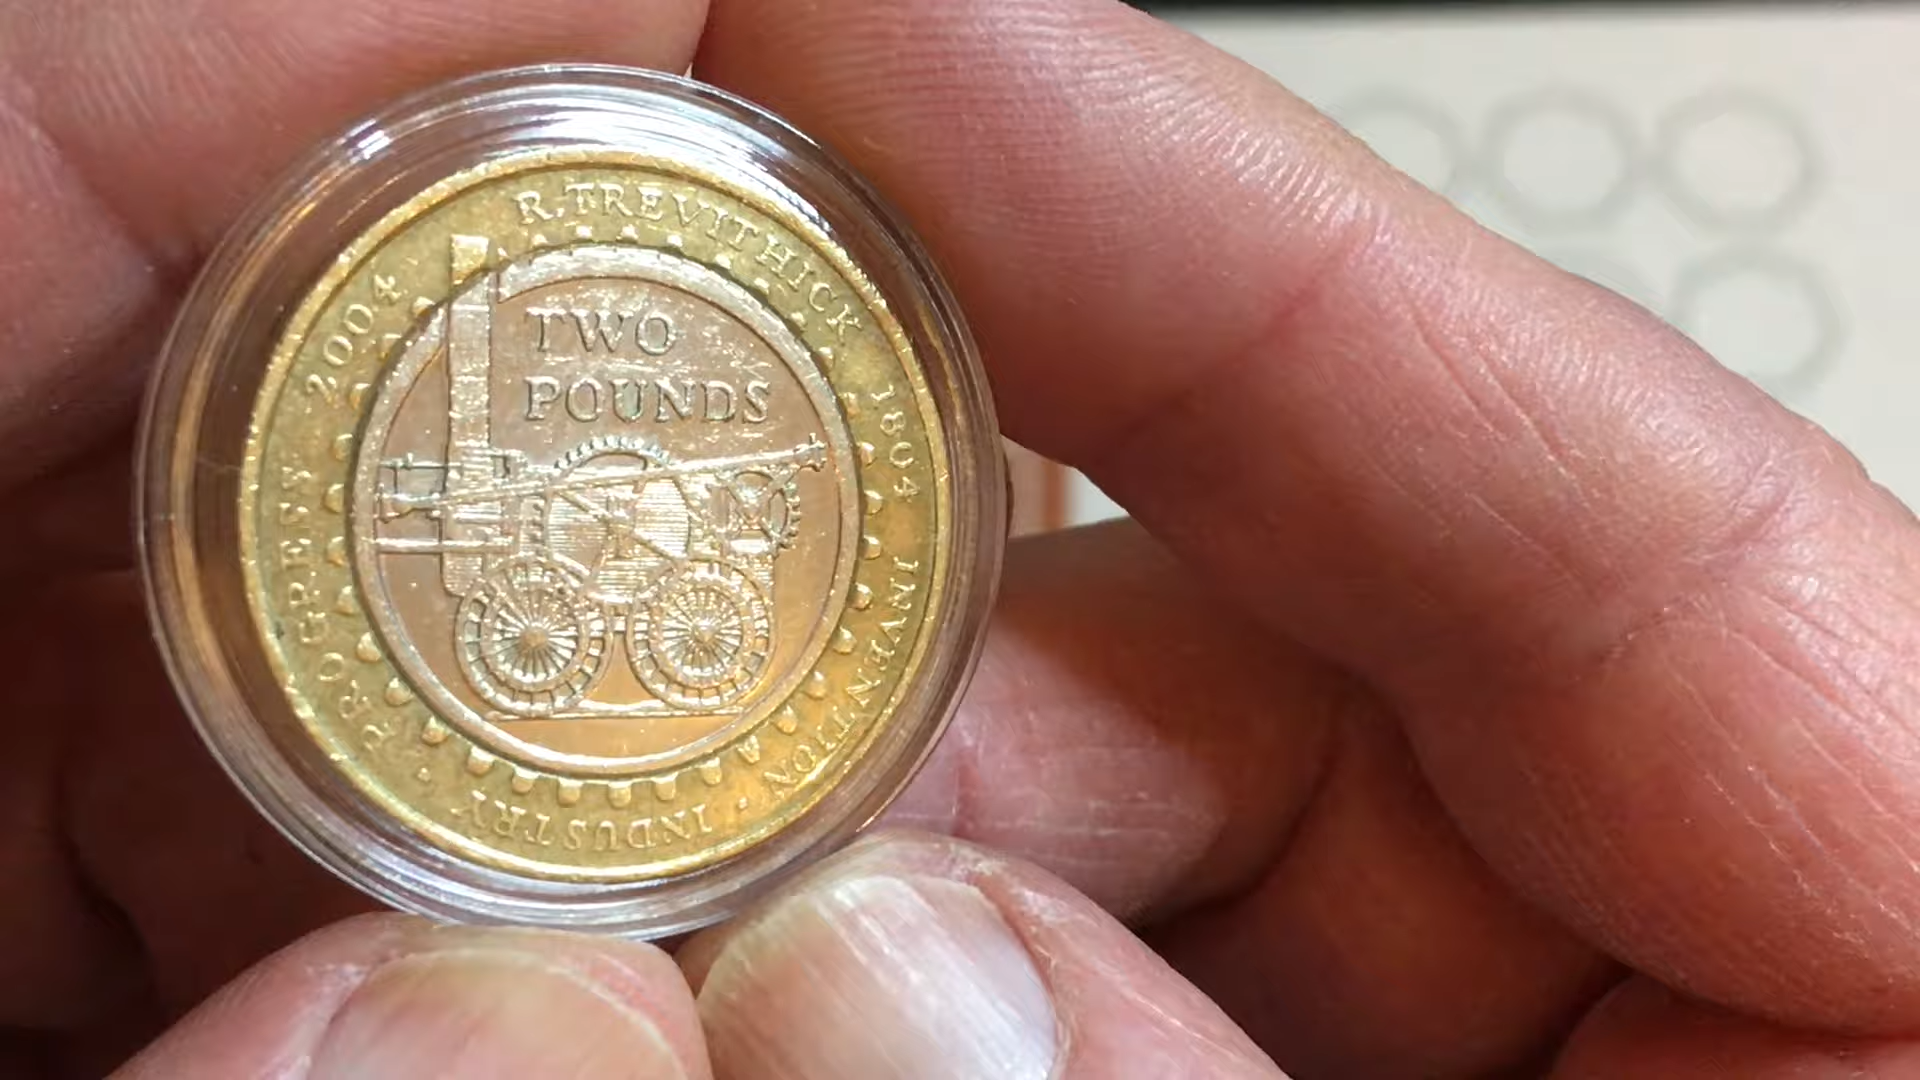 R.TREVITHICK 1804 INVENTION · INDUSTRY · PROGRESS 2004
TWO
POUNDS